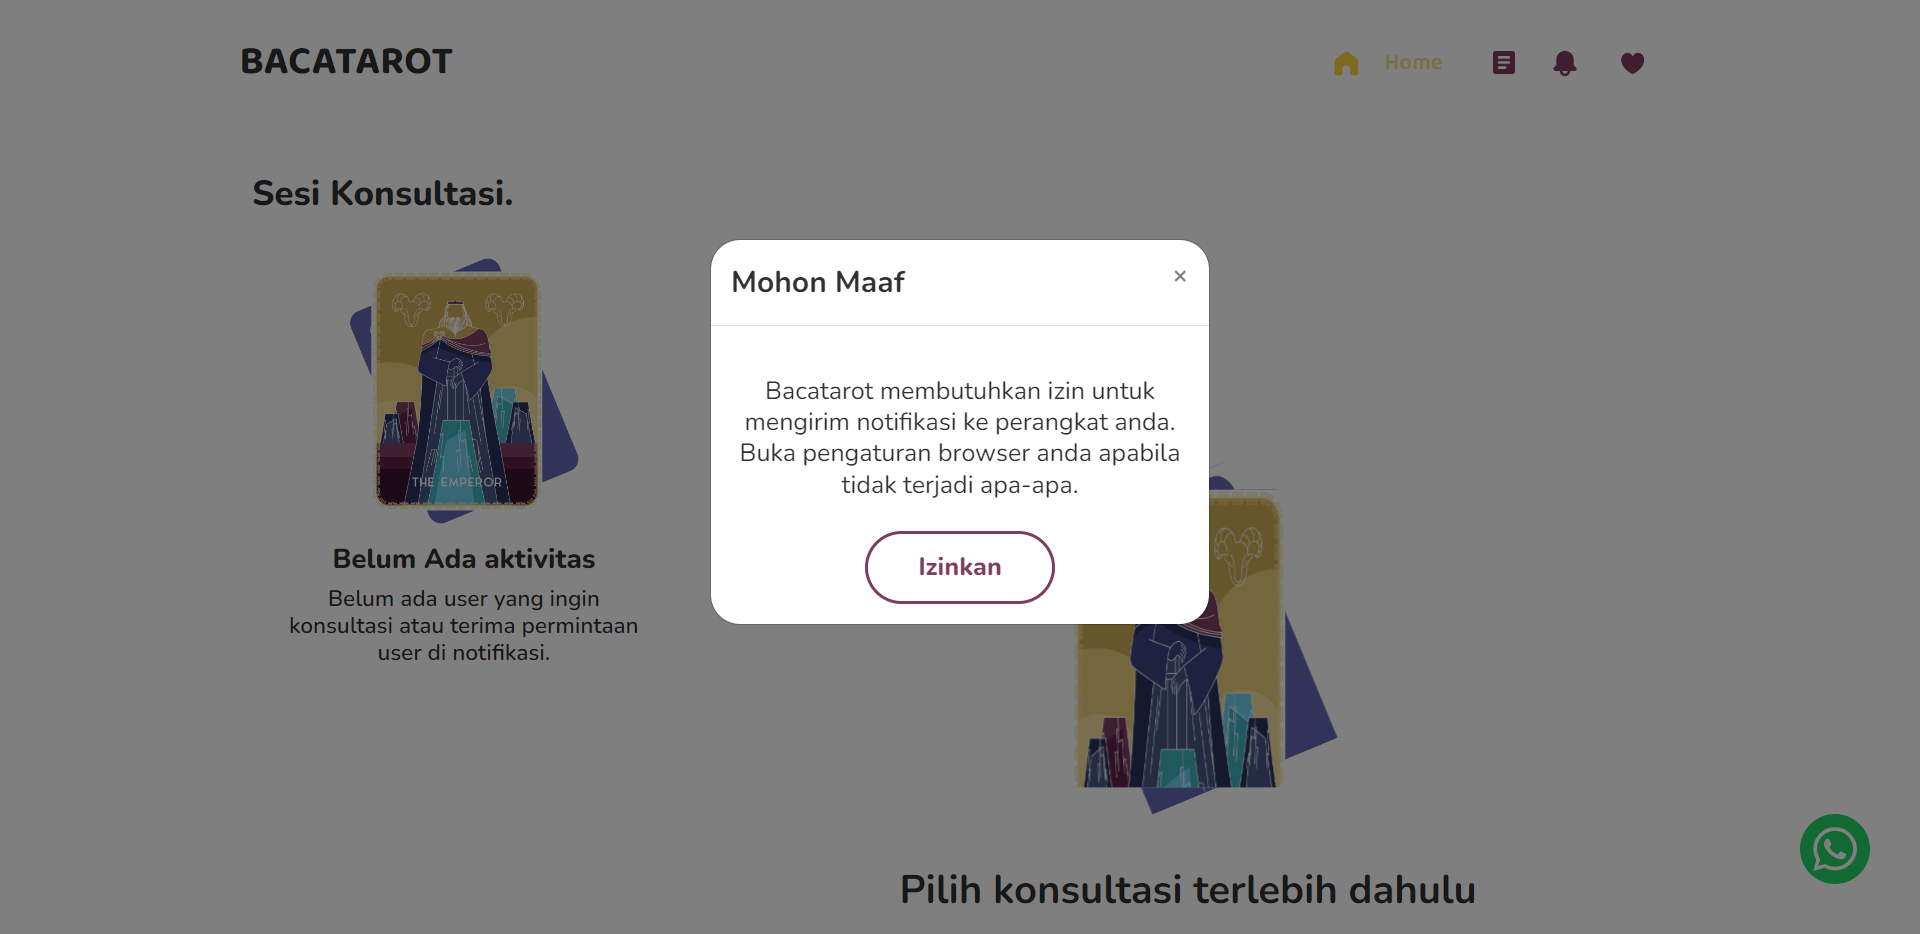 BACATAROT
Home
Sesi Konsultasi.
THE EMPEROR
Belum Ada aktivitas
Belum ada user yang ingin
konsultasi atau terima permintaan
user di notifikasi.
Mohon Maaf
×
Bacatarot membutuhkan izin untuk
mengirim notifikasi ke perangkat anda.
Buka pengaturan browser anda apabila
tidak terjadi apa-apa.
Izinkan
Pilih konsultasi terlebih dahulu